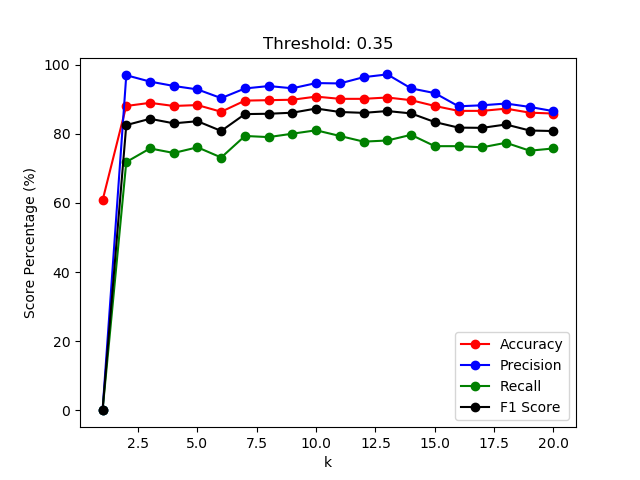 Threshold: 0.35
100
80
60
40
20
0
Score Percentage (%)
2.5 5.0 7.5 10.0 12.5 15.0 17.5 20.0
k
Accuracy
Precision
Recall
F1 Score